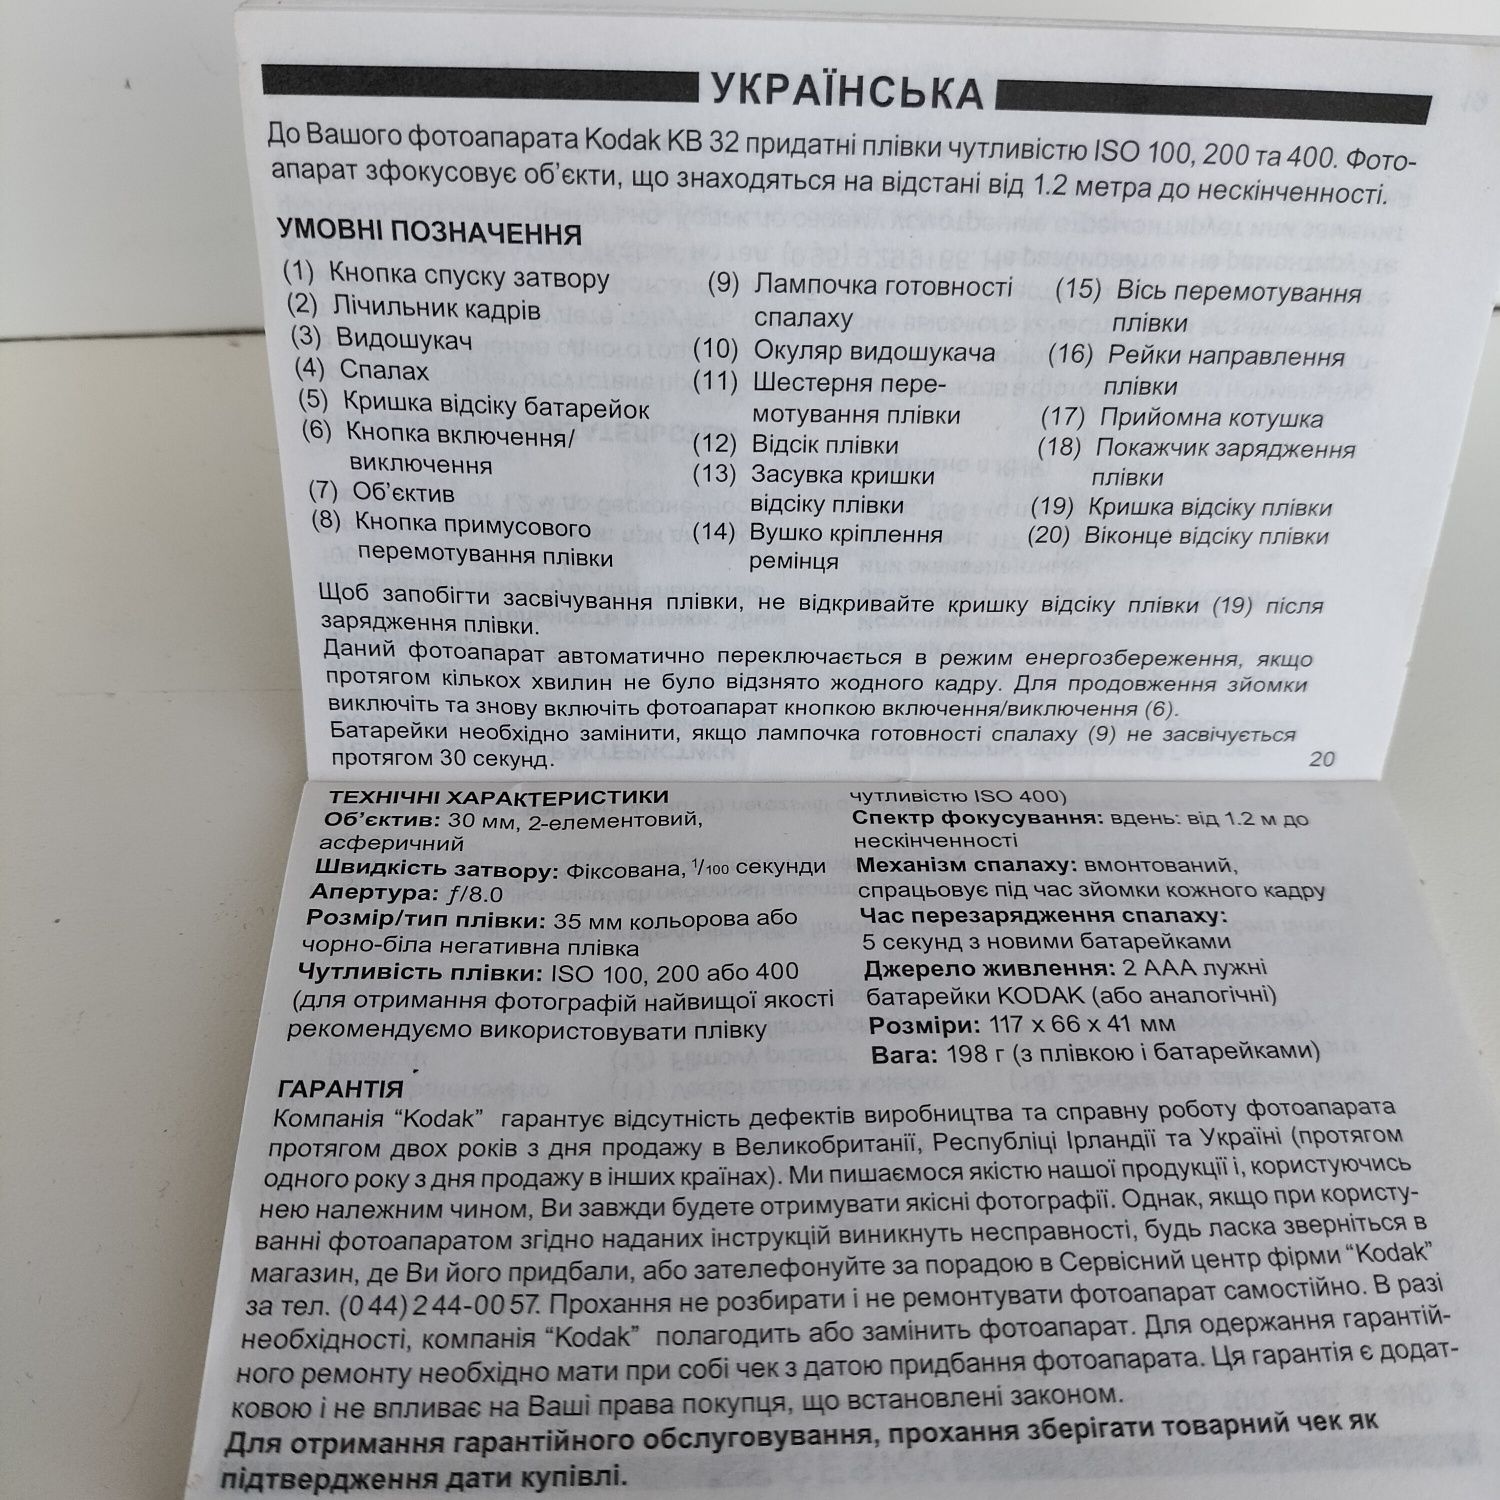 УКРАЇНСЬКА
До Вашого фотоапарата Kodak KB 32 придатні плівки чутливістю ISO 100, 200 та 400. Фото-
апарат зфокусовує об’єкти, що знаходяться на відстані від 1.2 метра до нескінченності.
УМОВНІ ПОЗНАЧЕННЯ
(1) Кнопка спуску затвору
(2) Лічильник кадрів
(3) Видошукач
(4) Спалах
(5) Кришка відсіку батарейок
(6) Кнопка включення/
виключення
(7) Об’єктив
(8) Кнопка примусового
перемотування плівки
(9) Лампочка готовності
спалаху
(10) Окуляр видошукача
(11) Шестерня пере-
мотування плівки
(12) Відсік плівки
(13) Засувка кришки
відсіку плівки
(14) Вушко кріплення
ремінця
(15) Вісь перемотування
плівки
(16) Рейки направлення
плівки
(17) Прийомна котушка
(18) Покажчик зарядження
плівки
(19) Кришка відсіку плівки
(20) Віконце відсіку плівки
Щоб запобігти засвічування плівки, не відкривайте кришку відсіку плівки (19) після
зарядження плівки.
Даний фотоапарат автоматично переключається в режим енергозбереження, якщо
протягом кількох хвилин не було відзнято жодного кадру. Для продовження зйомки
виключіть та знову включіть фотоапарат кнопкою включення/виключення (6).
Батарейки необхідно замінити, якщо лампочка готовності спалаху (9) не засвічується
протягом 30 секунд.
20
ТЕХНІЧНІ ХАРАКТЕРИСТИКИ
Об’єктив: 30 мм, 2-елементовий,
асферичний
Швидкість затвору: Фіксована, 1/100 секунди
Апертура: ƒ/8.0
Розмір/тип плівки: 35 мм кольорова або
чорно-біла негативна плівка
Чутливість плівки: ISO 100, 200 або 400
(для отримання фотографій найвищої якості
рекомендуємо використовувати плівку
чутливістю ISO 400)
Спектр фокусування: вдень: від 1.2 м до
нескінченності
Механізм спалаху: вмонтований,
спрацьовує під час зйомки кожного кадру
Час перезарядження спалаху:
5 секунд з новими батарейками
Джерело живлення: 2 AAA лужні
батарейки KODAK (або аналогічні)
Розміри: 117 x 66 x 41 мм
Вага: 198 г (з плівкою і батарейками)
ГАРАНТІЯ
Компанія “Kodak” гарантує відсутність дефектів виробництва та справну роботу фотоапарата
протягом двох років з дня продажу в Великобританії, Республіці Ірландії та Україні (протягом
одного року з дня продажу в інших країнах). Ми пишаємося якістю нашої продукції і, користуючись
нею належним чином, Ви завжди будете отримувати якісні фотографії. Однак, якщо при користу-
ванні фотоапаратом згідно наданих інструкцій виникнуть несправності, будь ласка зверніться в
магазин, де Ви його придбали, або зателефонуйте за порадою в Сервісний центр фірми “Kodak”
за тел. (044)244-0057. Прохання не розбирати і не ремонтувати фотоапарат самостійно. В разі
необхідності, компанія “Kodak” полагодить або замінить фотоапарат. Для одержання гарантій-
ного ремонту необхідно мати при собі чек з датою придбання фотоапарата. Ця гарантія є додат-
ковою і не впливає на Ваші права покупця, що встановлені законом.
Для отримання гарантійного обслуговування, прохання зберігати товарний чек як
підтвердження дати купівлі.